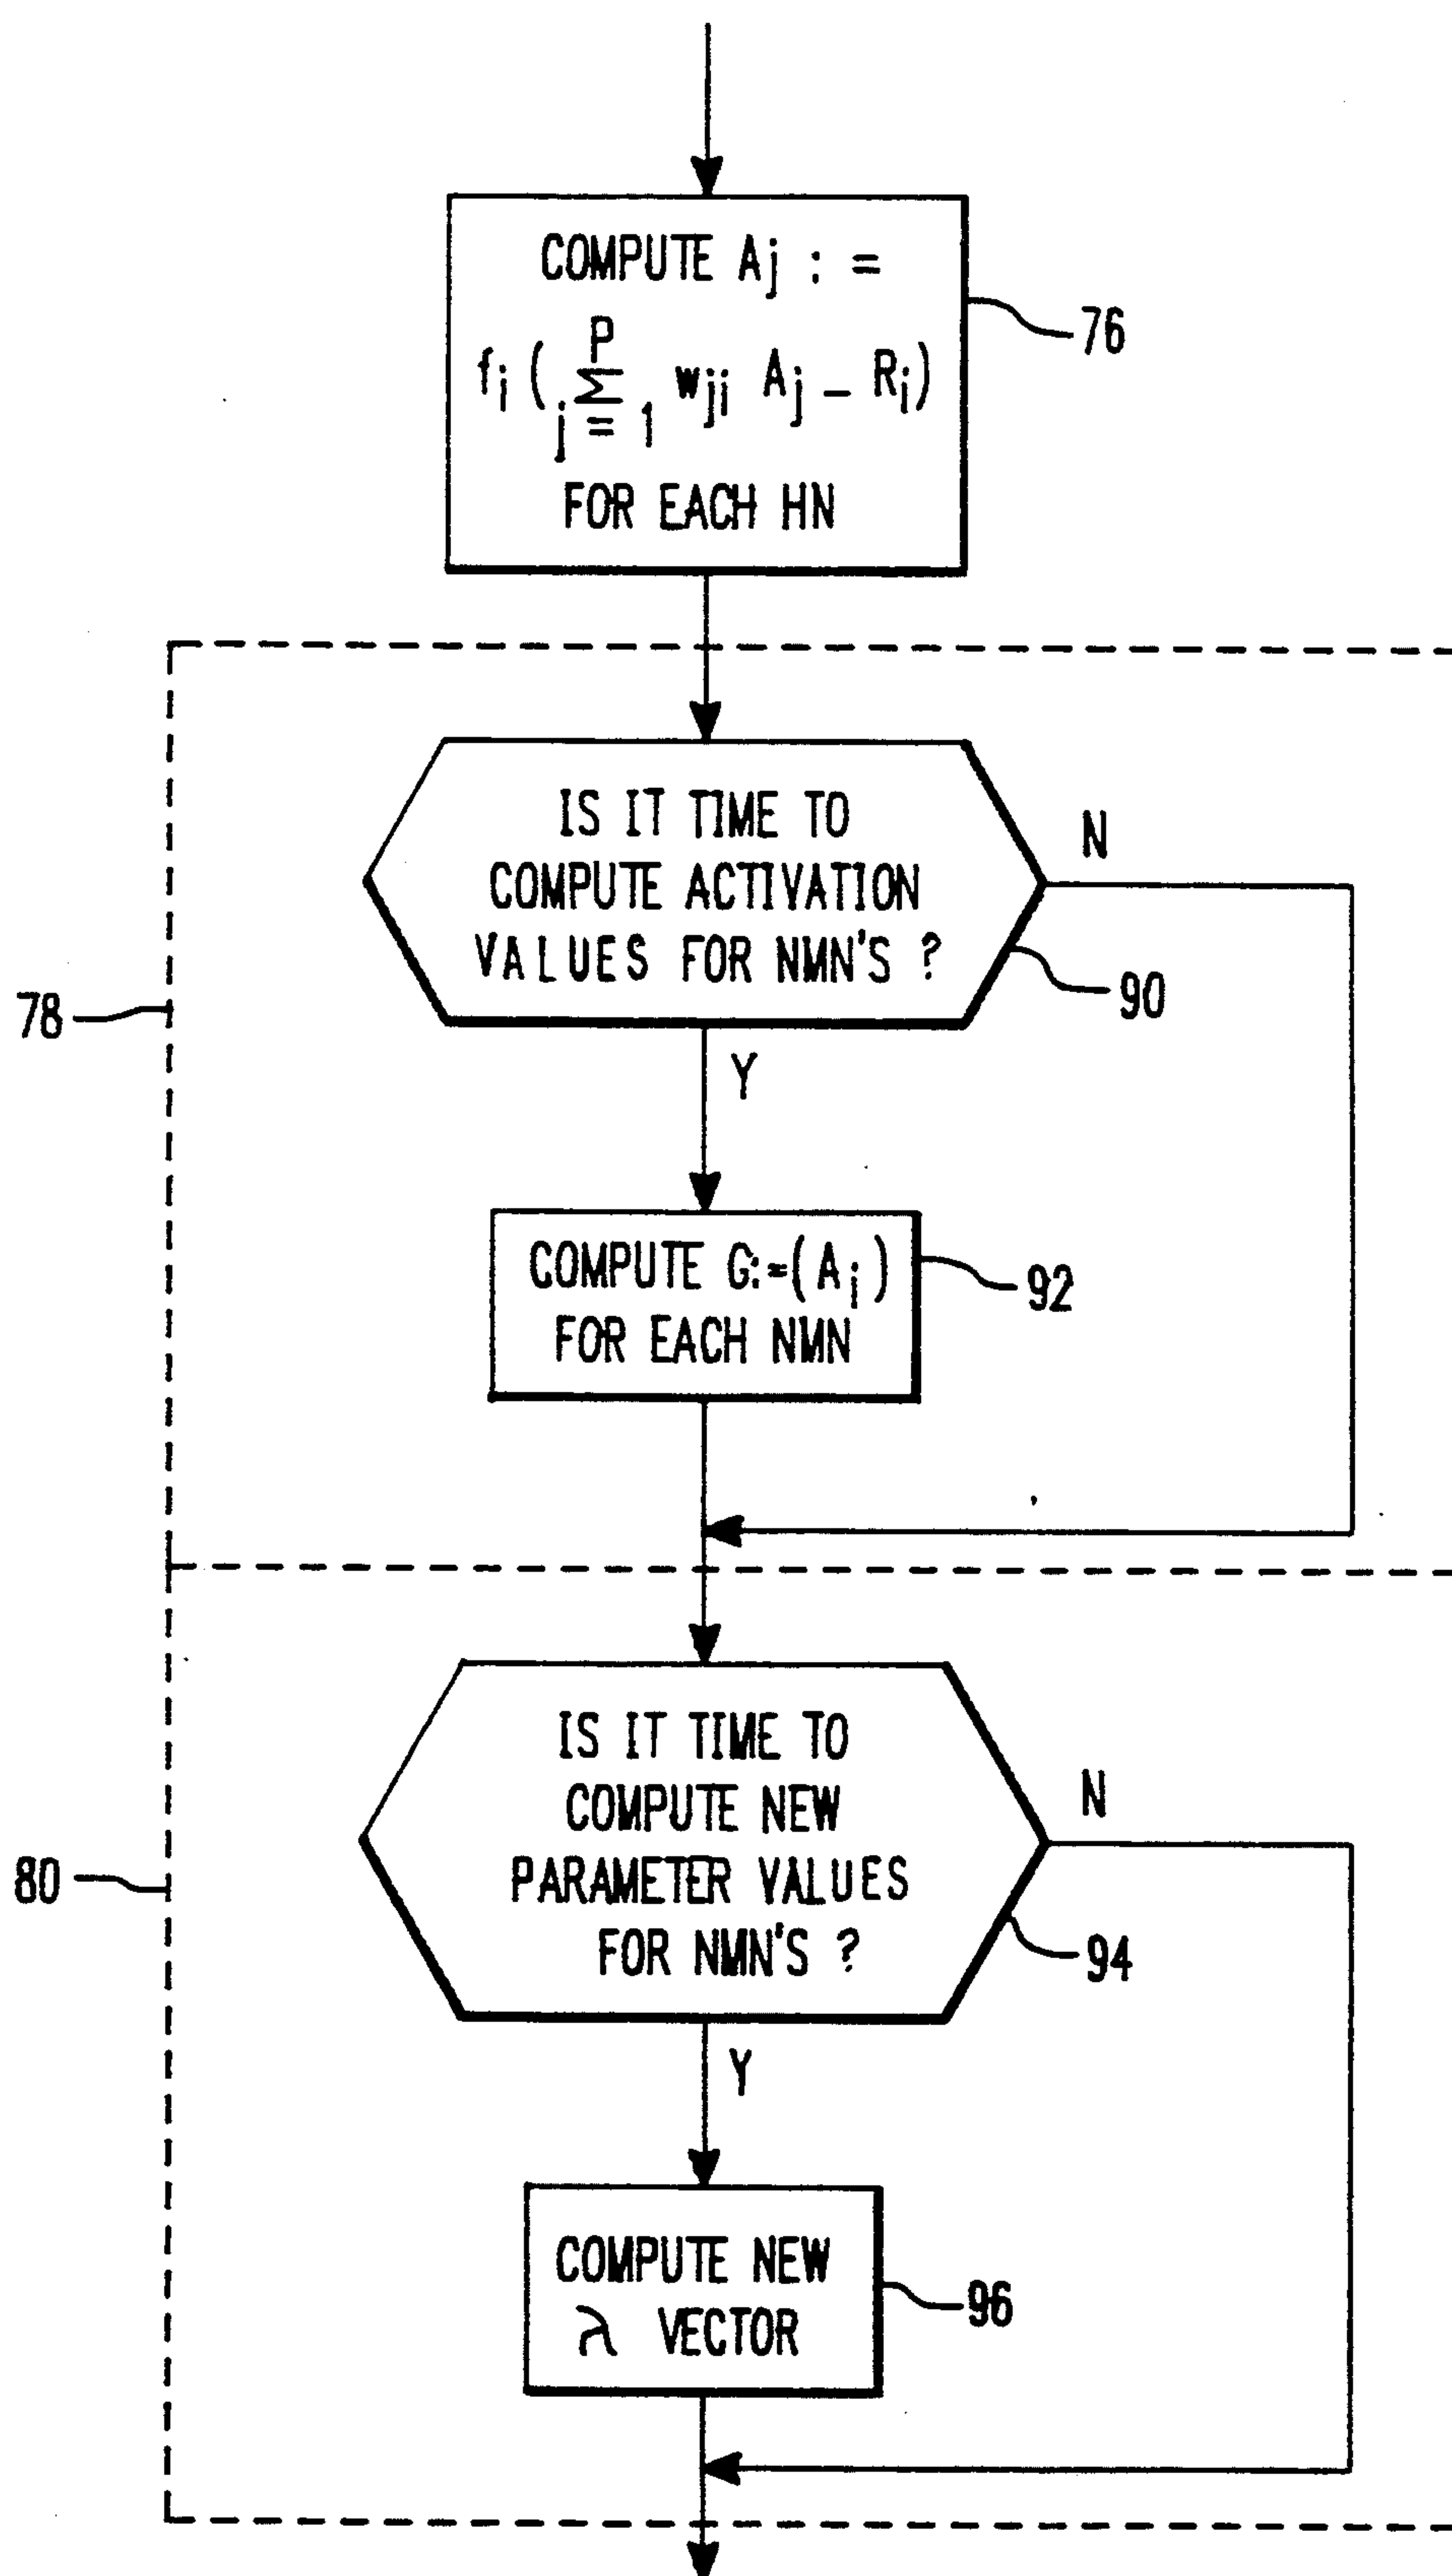 COMPUTE Aj : =
P
fi ( Σ wji Aj - Ri)
j = 1
FOR EACH HN
76
IS IT TIME TO
COMPUTE ACTIVATION
VALUES FOR NMN'S ?
N
90
78
Y
COMPUTE G:=(Ai)
FOR EACH NMN
92
IS IT TIME TO
COMPUTE NEW
PARAMETER VALUES
FOR NMN'S ?
N
94
80
Y
COMPUTE NEW
λ VECTOR
96